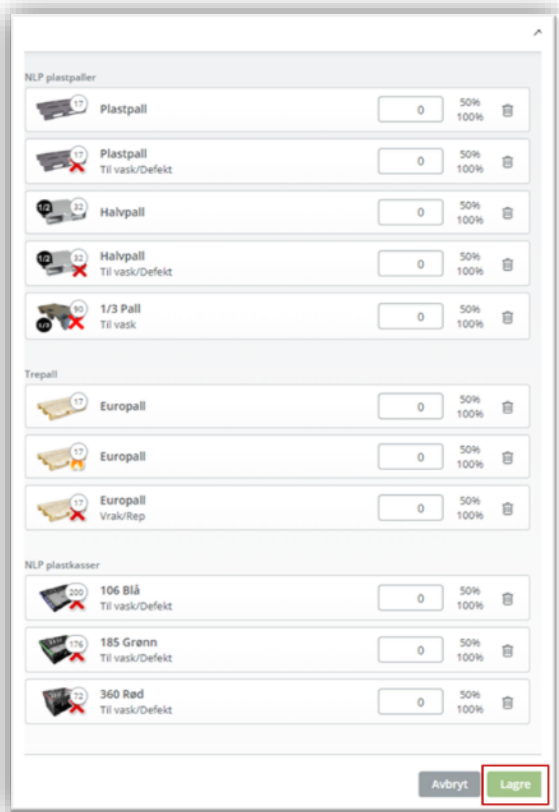 NLP plastpaller
17
Plastpall
0
50%
100%
17
Plastpall
Til vask/Defekt
0
50%
100%
1/2
32
Halvpall
0
50%
100%
1/2
32
Halvpall
Til vask/Defekt
0
50%
100%
90
1/3
1/3 Pall
Til vask
0
50%
100%
Trepall
17
Europall
0
50%
100%
17
Europall
0
50%
100%
17
Europall
Vrak/Rep
0
50%
100%
NLP plastkasser
200
106 Blå
Til vask/Defekt
0
50%
100%
176
185 Grønn
Til vask/Defekt
0
50%
100%
72
360 Rød
Til vask/Defekt
0
50%
100%
Avbryt
Lagre